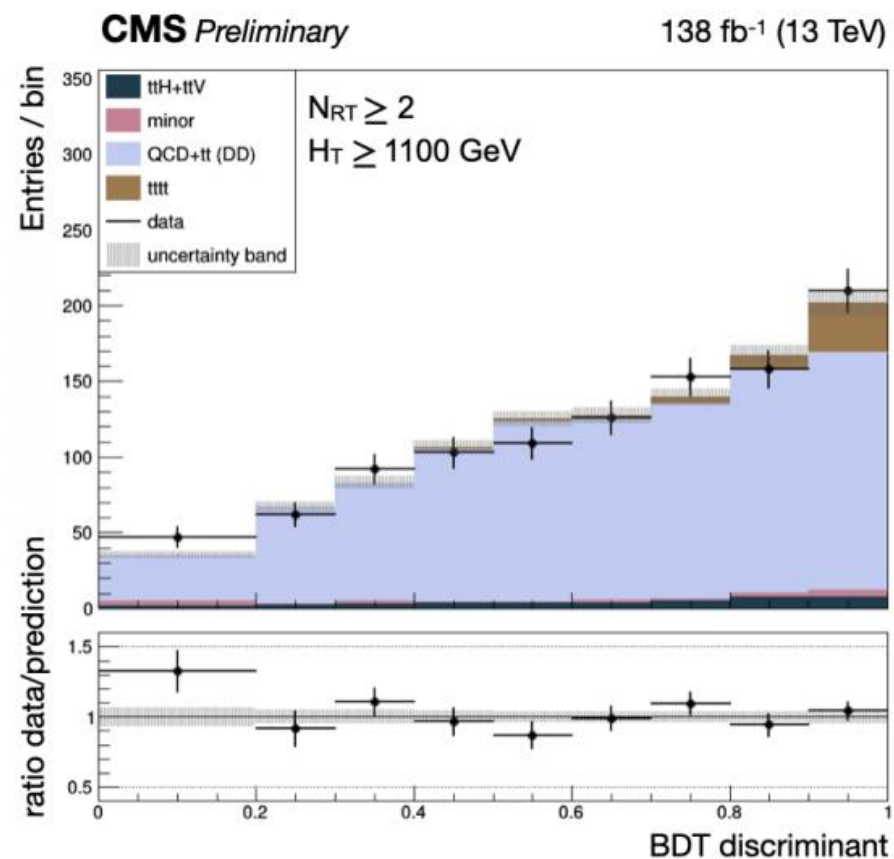 CMS Preliminary 138 fb-1 (13 TeV)
Entries / bin
350
300
250
200
150
100
50
0
ttH+ttV
minor
QCD+tt (DD)
tttt
data
uncertainty band
NRT ≥ 2
HT ≥ 1100 GeV
ratio data/prediction
1.5
1
0.5
0 0.2 0.4 0.6 0.8 1
BDT discriminant